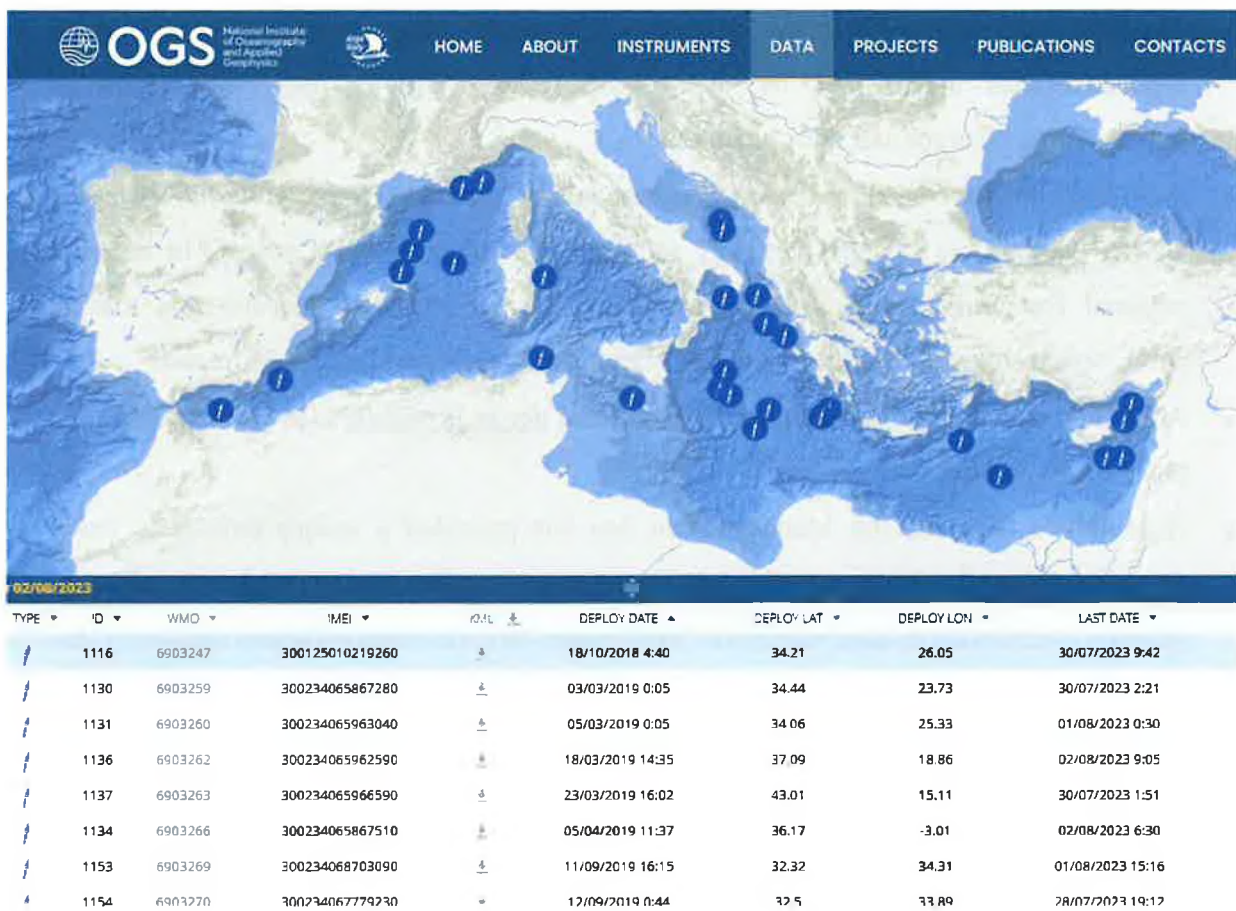 OGS National Institute of Oceanography and Applied Geophysics HOME ABOUT INSTRUMENTS DATA PROJECTS PUBLICATIONS CONTACTS
02/08/2023
TYPE ID WMO IMEI KML DEPLOY DATE DEPLOY LAT DEPLOY LON LAST DATE
1116 6903247 300125010219260 18/10/2018 4:40 34.21 26.05 30/07/2023 9:42
1130 6903259 300234065867280 03/03/2019 0:05 34.44 23.73 30/07/2023 2:21
1131 6903260 300234065963040 05/03/2019 0:05 34.06 25.33 01/08/2023 0:30
1136 6903262 300234065962590 18/03/2019 14:35 37.09 18.86 02/08/2023 9:05
1137 6903263 300234065966590 23/03/2019 16:02 43.01 15.11 30/07/2023 1:51
1134 6903266 300234065867510 05/04/2019 11:37 36.17 -3.01 02/08/2023 6:30
1153 6903269 300234068703090 11/09/2019 16:15 32.32 34.31 01/08/2023 15:16
1154 6903270 300234067779230 12/09/2019 0:44 32.5 33.89 28/07/2023 19:12